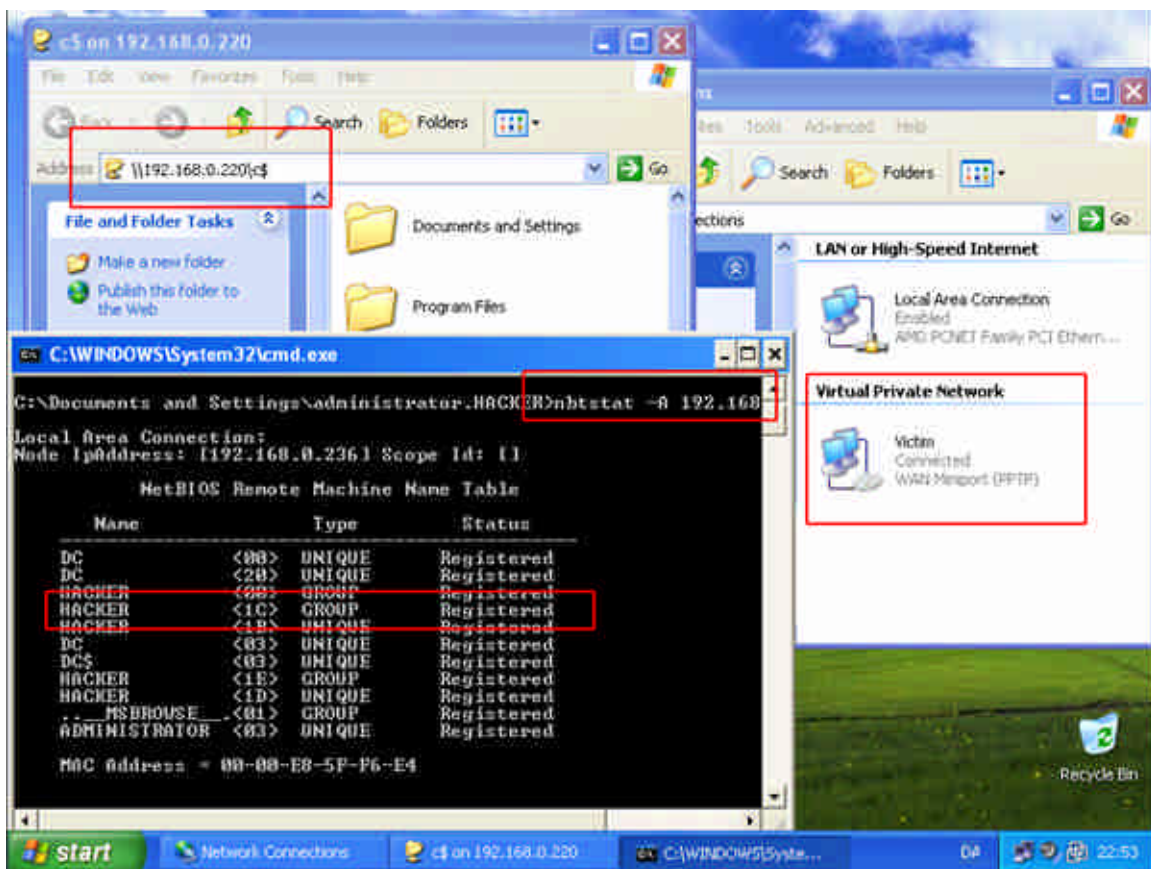 c$ on 192.168.0.220
File Edit View Favorites Tools Help
Back Search Folders
Address \\192.168.0.220\c$ Go
File and Folder Tasks
Make a new folder
Publish this folder to
the Web
Documents and Settings
Program Files
Tools Advanced Help
Search Folders
Go
LAN or High-Speed Internet
Local Area Connection
Enabled
AMD PCNET Family PCI Ethern...
Virtual Private Network
Victim
Connected
WAN Miniport (PPTP)
C:\WINDOWS\System32\cmd.exe
C:\Documents and Settings\administrator.HACKER>nbtstat -A 192.168
Local Area Connection:
Node IpAddress: [192.168.0.236] Scope Id: []
NetBIOS Remote Machine Name Table
Name Type Status
DC <00> UNIQUE Registered
DC <20> UNIQUE Registered
HACKER <00> GROUP Registered
HACKER <1C> GROUP Registered
HACKER <1B> UNIQUE Registered
DC <03> UNIQUE Registered
DC$ <03> UNIQUE Registered
HACKER <1E> GROUP Registered
HACKER <1D> UNIQUE Registered
..__MSBROWSE__.<01> GROUP Registered
ADMINISTRATOR <03> UNIQUE Registered
MAC Address = 00-00-E8-5F-F6-E4
Recycle Bin
start Network Connections c$ on 192.168.0.220 C:\WINDOWS\Syste... DA 22:53